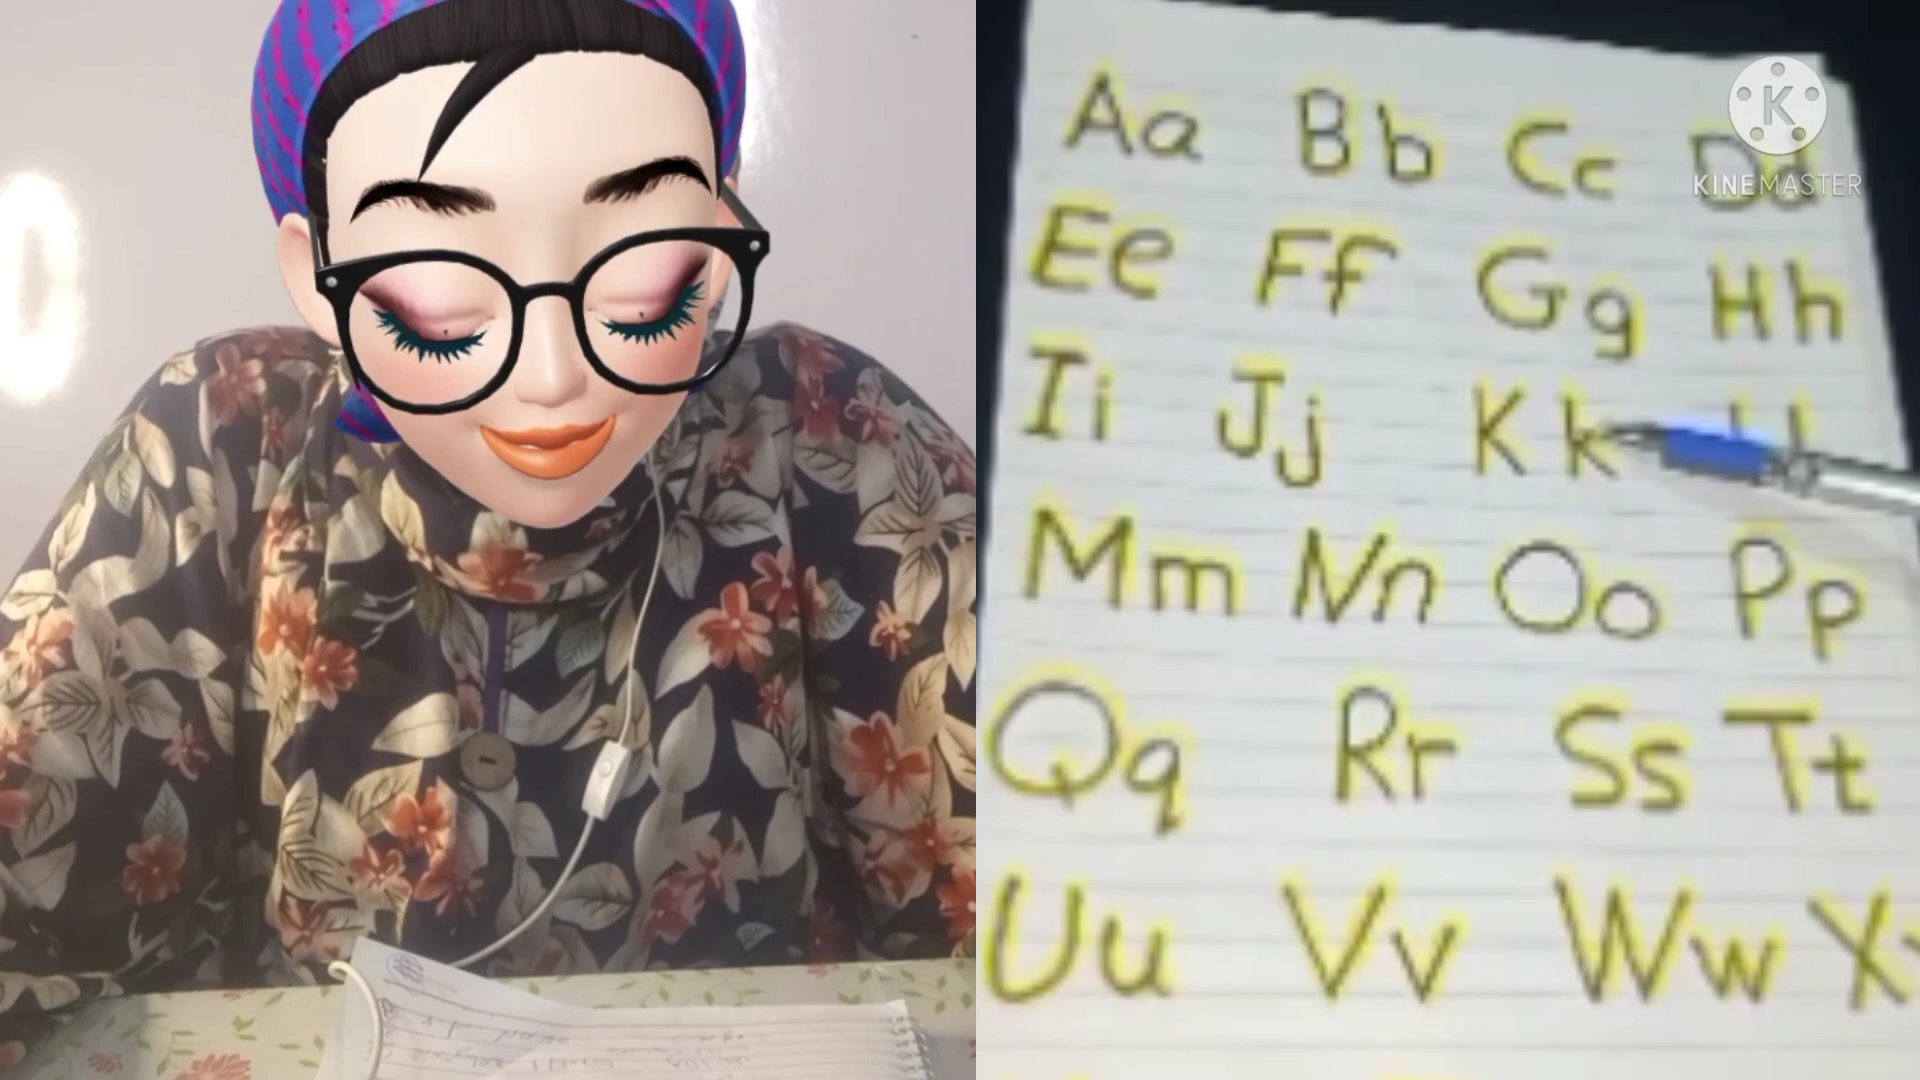 Aa Bb Cc Dd
KINEMASTER
Ee Ff Gg Hh
Ii Jj Kk
Mm Nn Oo Pp
Qq Rr Ss Tt
Uu Vv Ww X